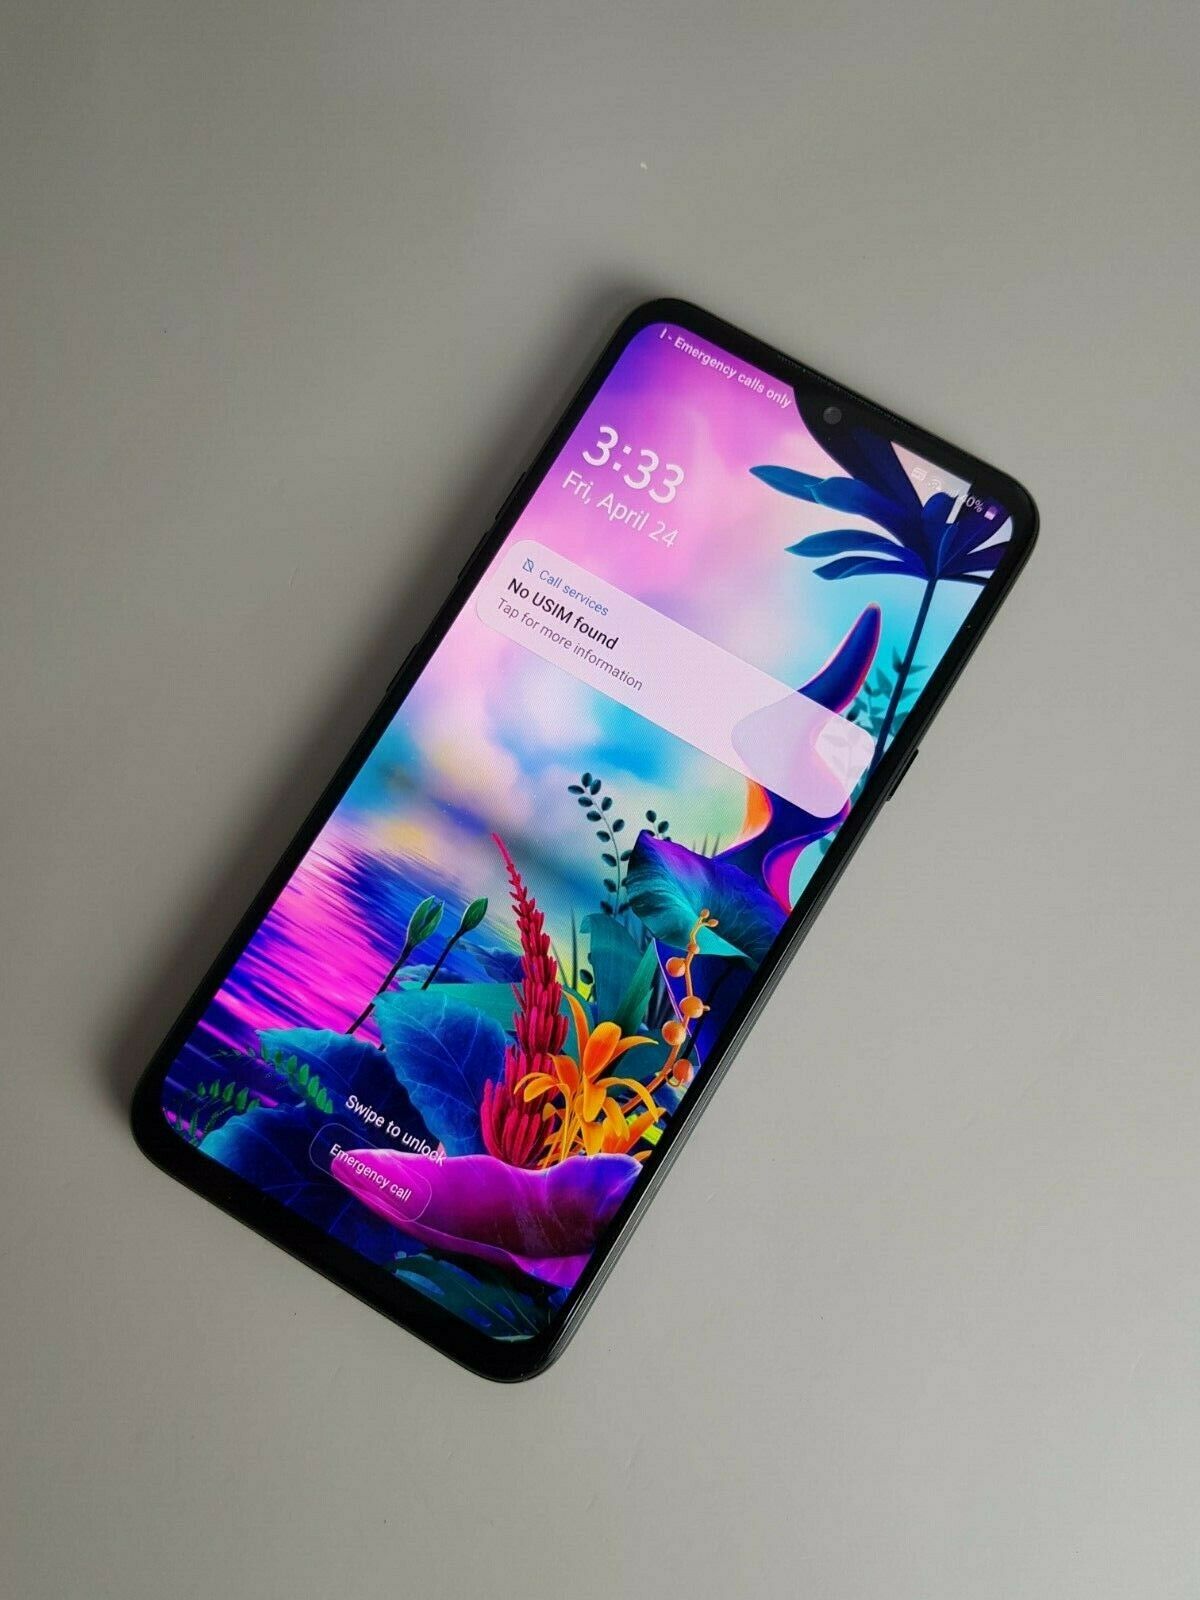 I - Emergency calls only
3:33
Fri, April 24
Call services
No USIM found
Tap for more information
Swipe to unlock
Emergency call